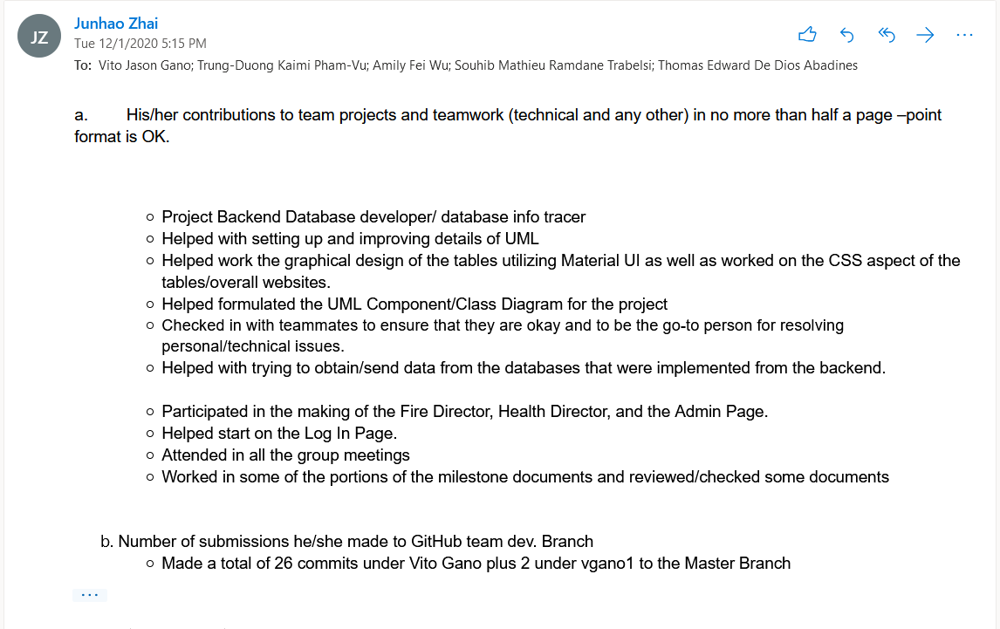 JZ
Junhao Zhai
Tue 12/1/2020 5:15 PM
To: Vito Jason Gano; Trung-Duong Kaimi Pham-Vu; Amily Fei Wu; Souhib Mathieu Ramdane Trabelsi; Thomas Edward De Dios Abadines
a. His/her contributions to team projects and teamwork (technical and any other) in no more than half a page –point
format is OK.
o Project Backend Database developer/ database info tracer
o Helped with setting up and improving details of UML
o Helped work the graphical design of the tables utilizing Material UI as well as worked on the CSS aspect of the
tables/overall websites.
o Helped formulated the UML Component/Class Diagram for the project
o Checked in with teammates to ensure that they are okay and to be the go-to person for resolving
personal/technical issues.
o Helped with trying to obtain/send data from the databases that were implemented from the backend.
o Participated in the making of the Fire Director, Health Director, and the Admin Page.
o Helped start on the Log In Page.
o Attended in all the group meetings
o Worked in some of the portions of the milestone documents and reviewed/checked some documents
b. Number of submissions he/she made to GitHub team dev. Branch
o Made a total of 26 commits under Vito Gano plus 2 under vgano1 to the Master Branch
...